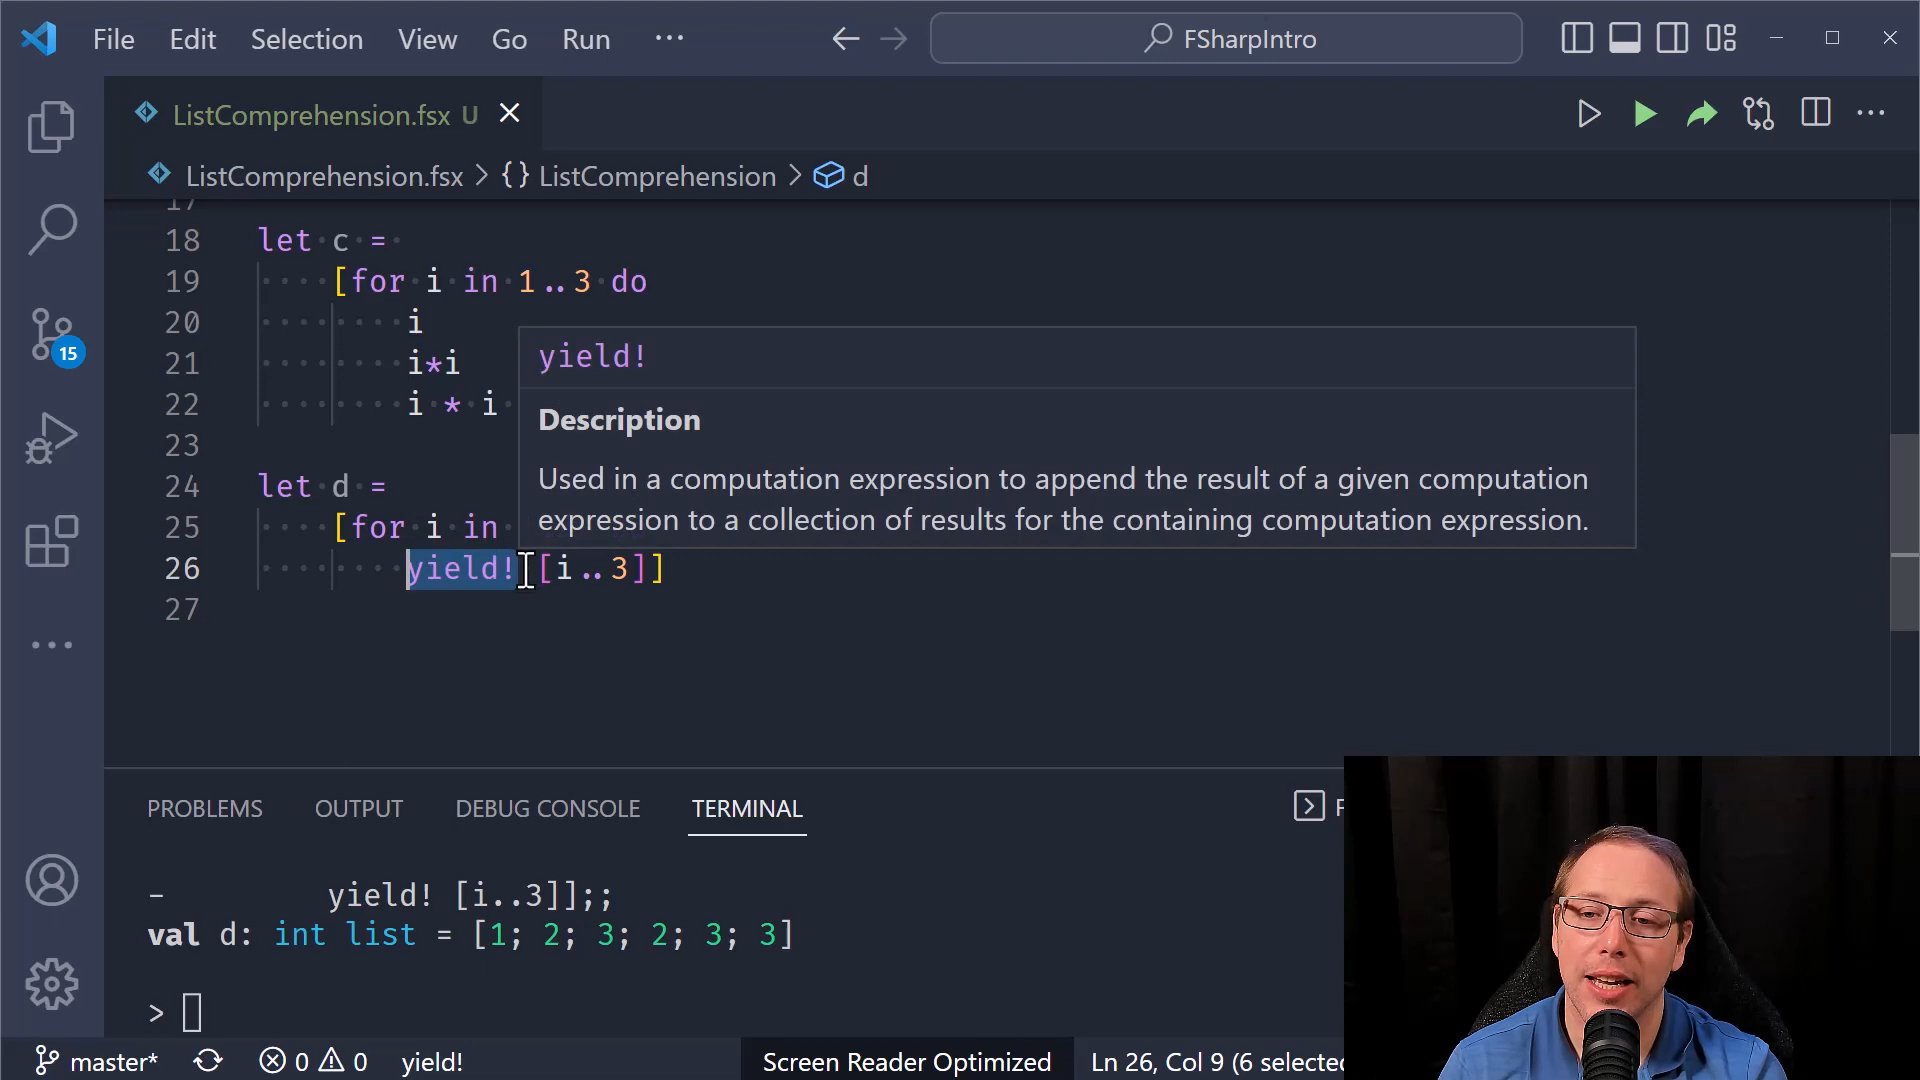 File Edit Selection View Go Run ··· FSharpIntro
ListComprehension.fsx U
ListComprehension.fsx > {} ListComprehension > d
17
18 let c =
19 [for i in 1..3 do
20 i
21 i*i
22 i * i
23
24 let d =
25 [for i in
26 yield! [i..3]]
27
yield!
Description
Used in a computation expression to append the result of a given computation
expression to a collection of results for the containing computation expression.
15
PROBLEMS OUTPUT DEBUG CONSOLE TERMINAL
- yield! [i..3]];;
val d: int list = [1; 2; 3; 2; 3; 3]
>
master* 0 0 yield! Screen Reader Optimized Ln 26, Col 9 (6 selected